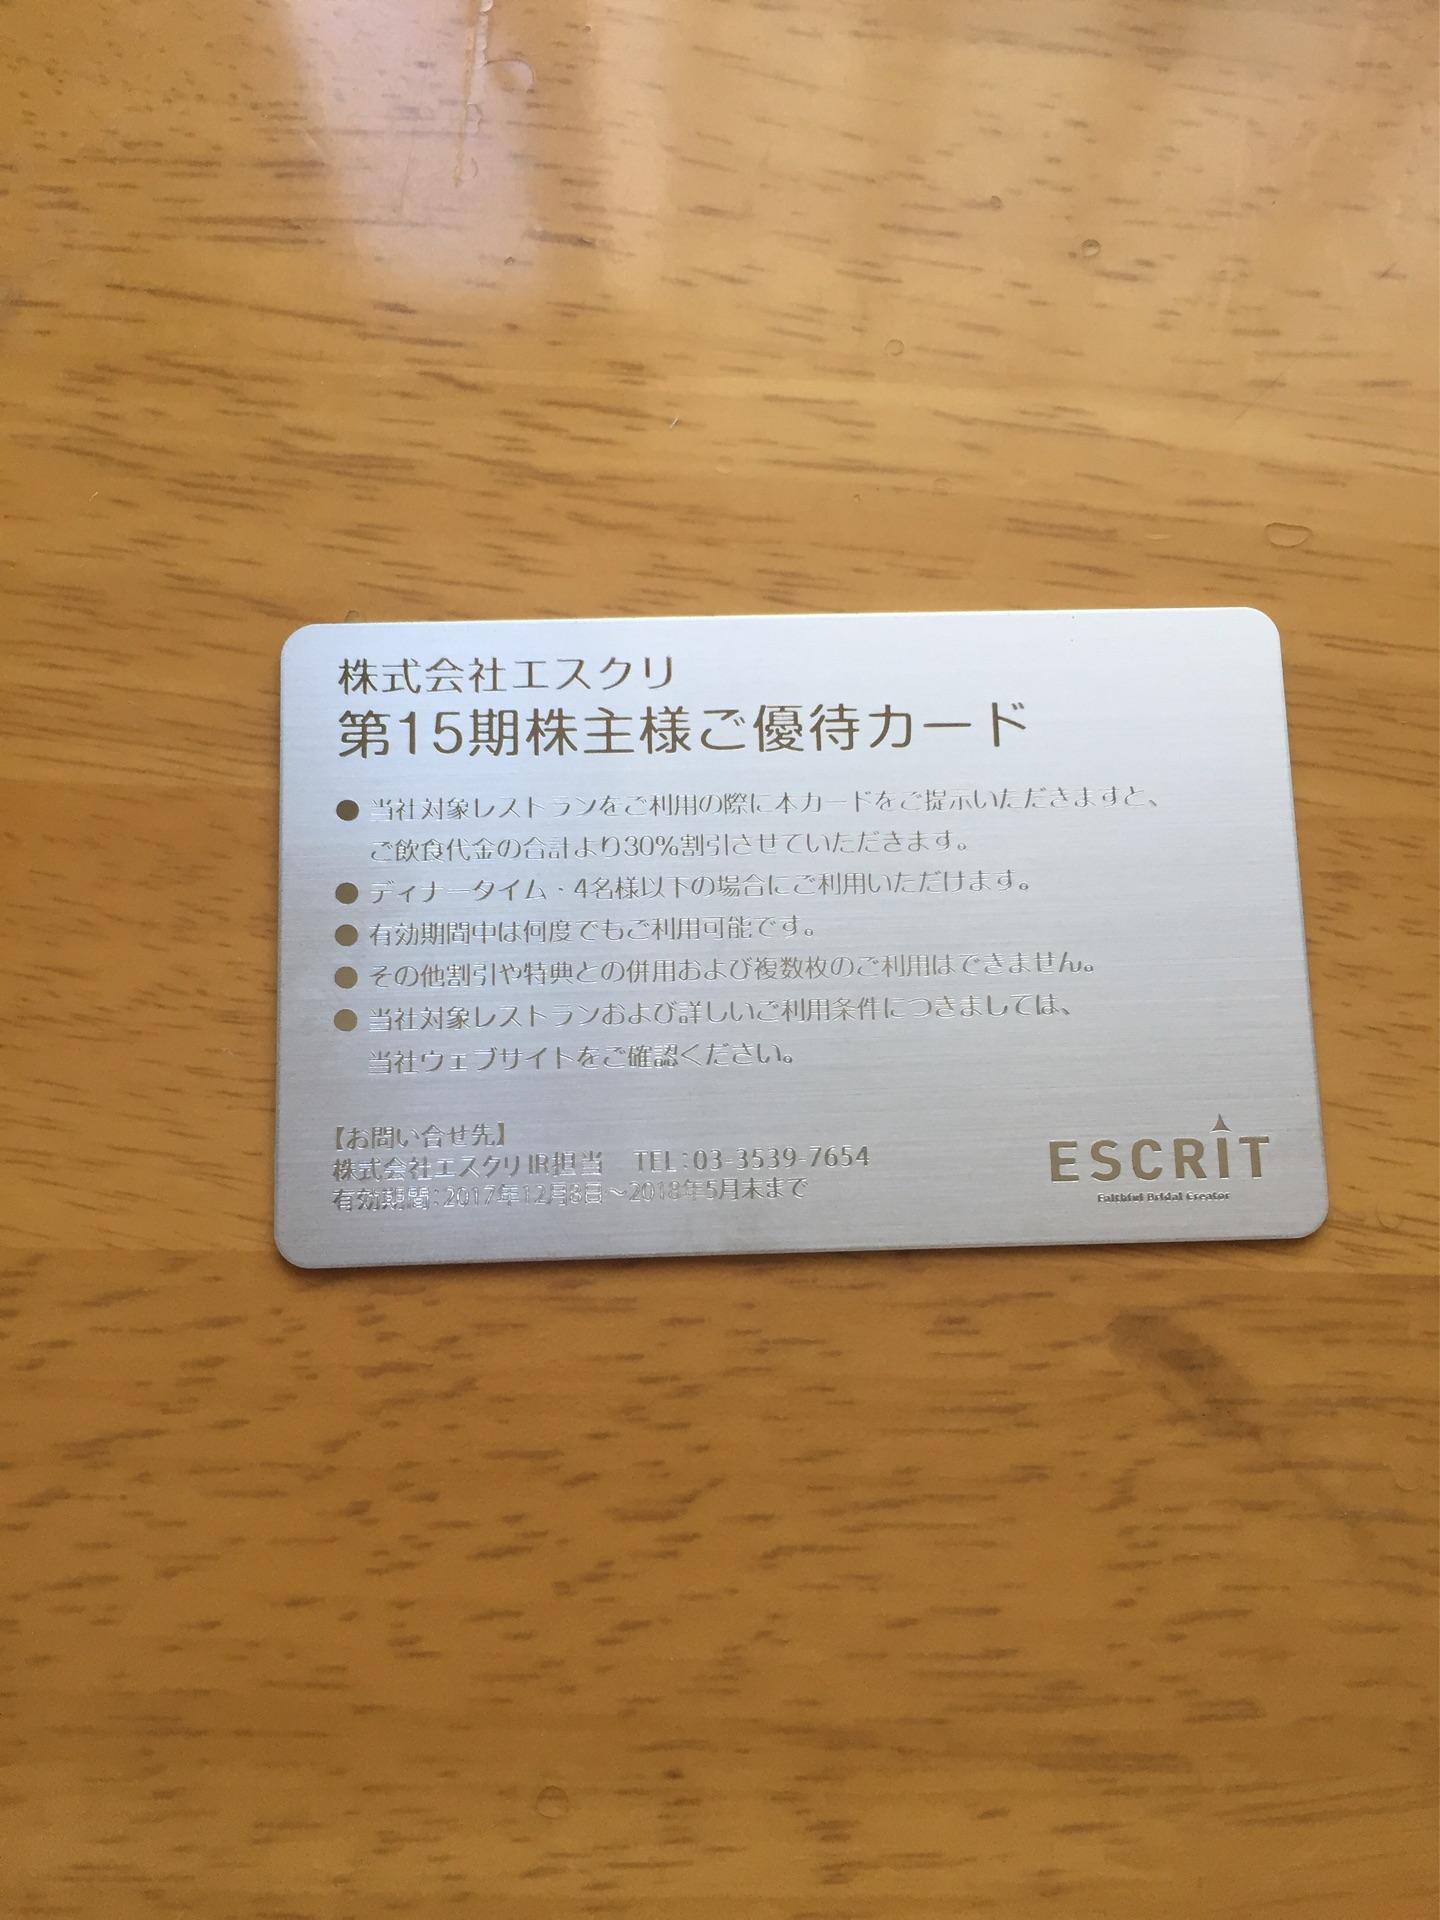 株式会社エスクリ
第15期株主様ご優待カード
● 当社対象レストランをご利用の際に本カードをご提示いただきますと、
ご飲食代金の合計より30%割引させていただきます。
● ディナータイム・4名様以下の場合にご利用いただけます。
● 有効期間中は何度でもご利用可能です。
● その他割引や特典との併用および複数枚のご利用はできません。
● 当社対象レストランおよび詳しいご利用条件につきましては、
当社ウェブサイトをご確認ください。
【お問い合せ先】
株式会社エスクリIR担当 TEL:03-3539-7654
有効期間:2017年12月8日〜2018年5月末まで
ESCRIT
Faithful Bridal Creator